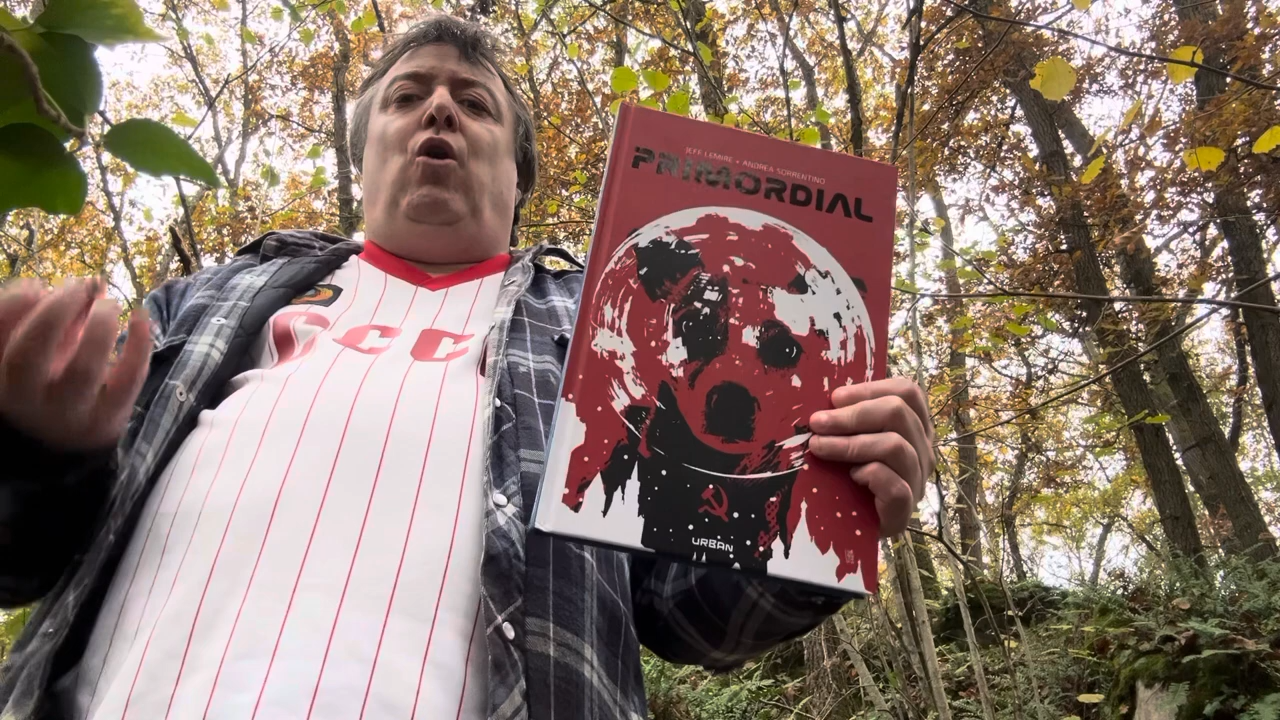 JEFF LEMIRE • ANDREA SORRENTINO
PRIMORDIAL
URBAN
CCC